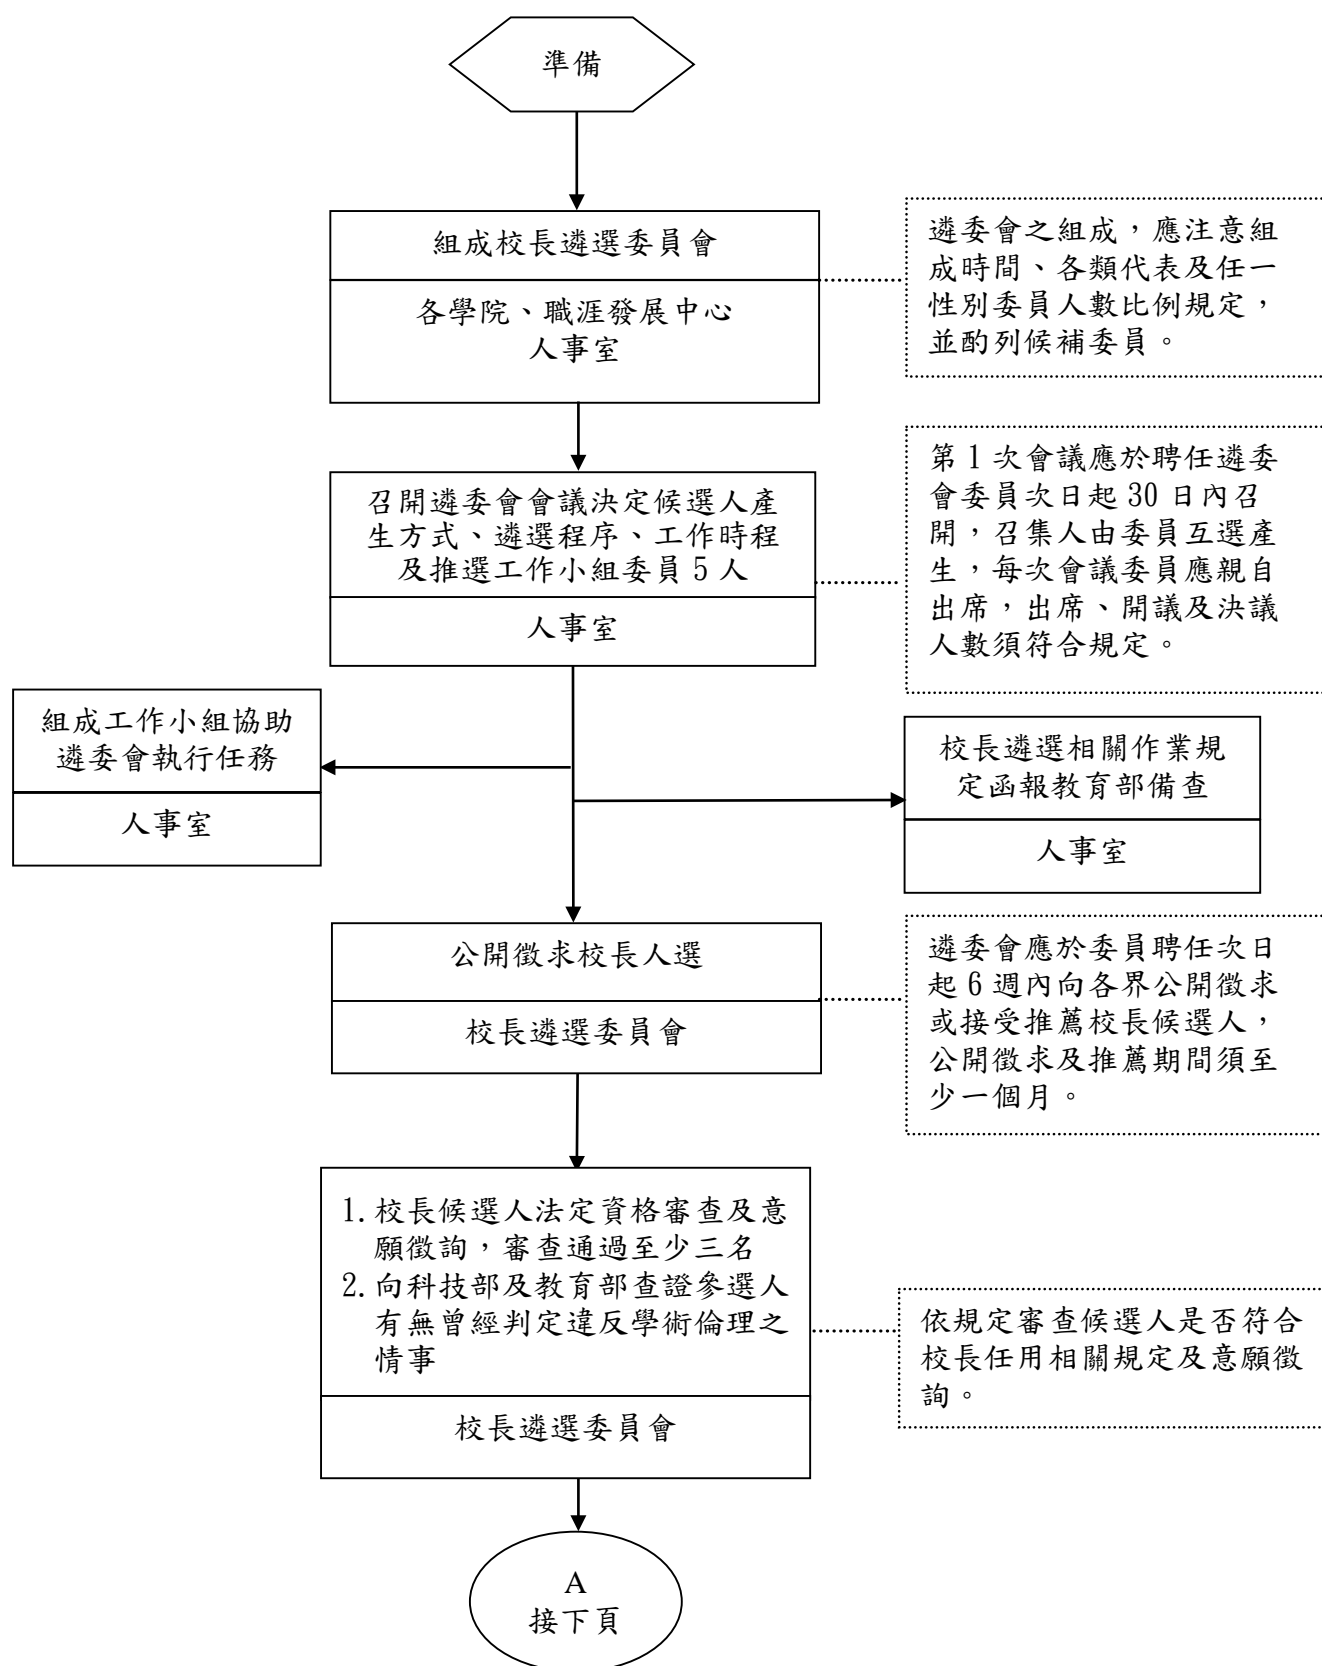 準備
組成校長遴選委員會
各學院、職涯發展中心
人事室
遴委會之組成，應注意組
成時間、各類代表及任一
性別委員人數比例規定，
並酌列候補委員。
召開遴委會會議決定候選人產
生方式、遴選程序、工作時程
及推選工作小組委員 5 人
人事室
第 1 次會議應於聘任遴委
會委員次日起 30 日內召
開，召集人由委員互選產
生，每次會議委員應親自
出席，出席、開議及決議
人數須符合規定。
組成工作小組協助
遴委會執行任務
人事室
校長遴選相關作業規
定函報教育部備查
人事室
公開徵求校長人選
校長遴選委員會
遴委會應於委員聘任次日
起 6 週內向各界公開徵求
或接受推薦校長候選人，
公開徵求及推薦期間須至
少一個月。
1. 校長候選人法定資格審查及意
願徵詢，審查通過至少三名
2. 向科技部及教育部查證參選人
有無曾經判定違反學術倫理之
情事
校長遴選委員會
依規定審查候選人是否符合
校長任用相關規定及意願徵
詢。
A
接下頁